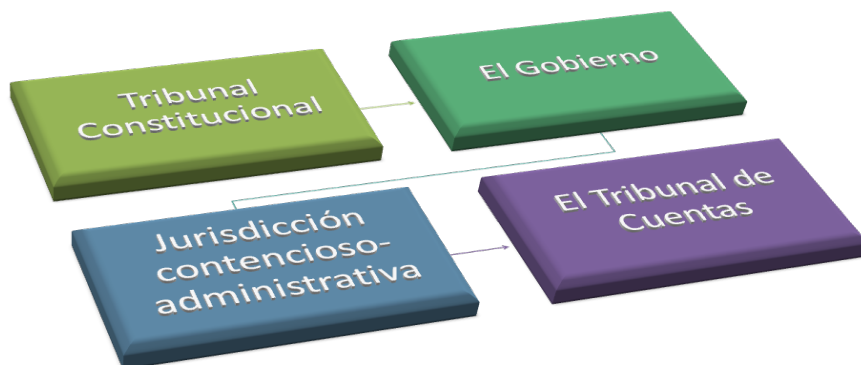 Tribunal
Constitucional
El Gobierno
Jurisdicción
contencioso-
administrativa
El Tribunal de
Cuentas